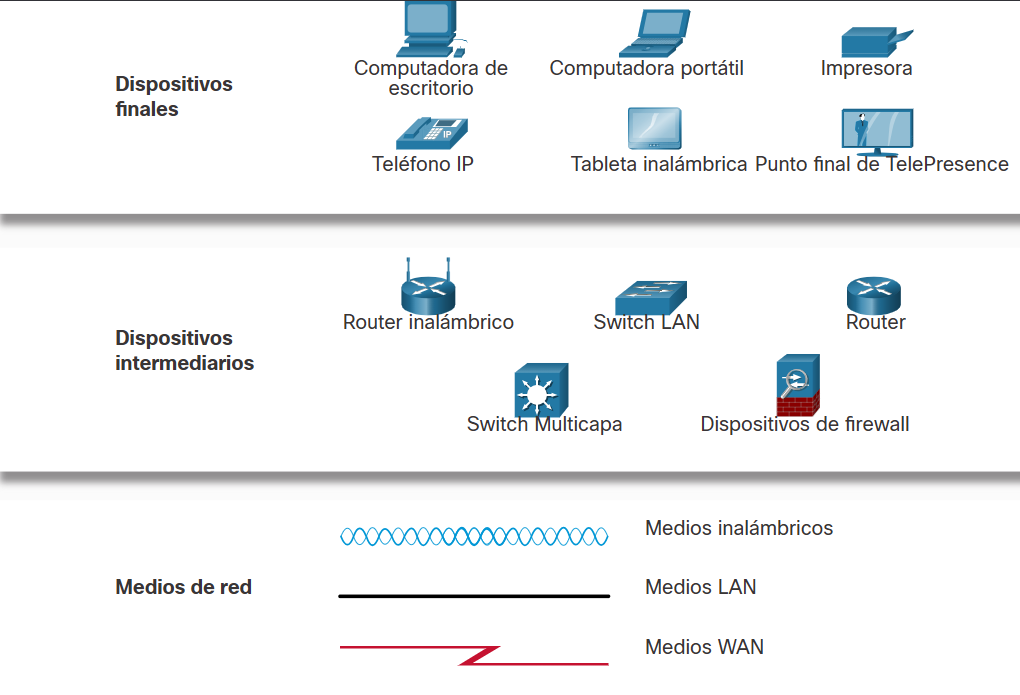 Dispositivos
finales
Computadora de
escritorio
Computadora portátil
Impresora
IP
Teléfono IP
Tableta inalámbrica
Punto final de TelePresence
Dispositivos
intermediarios
Router inalámbrico
Switch LAN
Router
Switch Multicapa
Dispositivos de firewall
Medios de red
Medios inalámbricos
Medios LAN
Medios WAN